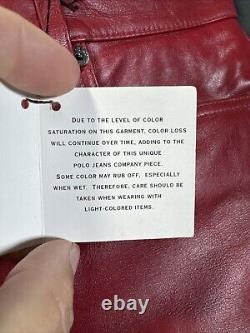 DUE TO THE LEVEL OF COLOR
SATURATION ON THIS GARMENT, COLOR LOSS
WILL CONTINUE OVER TIME, ADDING TO THE
CHARACTER OF THIS UNIQUE
POLO JEANS COMPANY PIECE.
SOME COLOR MAY RUB OFF, ESPECIALLY
WHEN WET. THEREFORE, CARE SHOULD BE
TAKEN WHEN WEARING WITH
LIGHT-COLORED ITEMS.